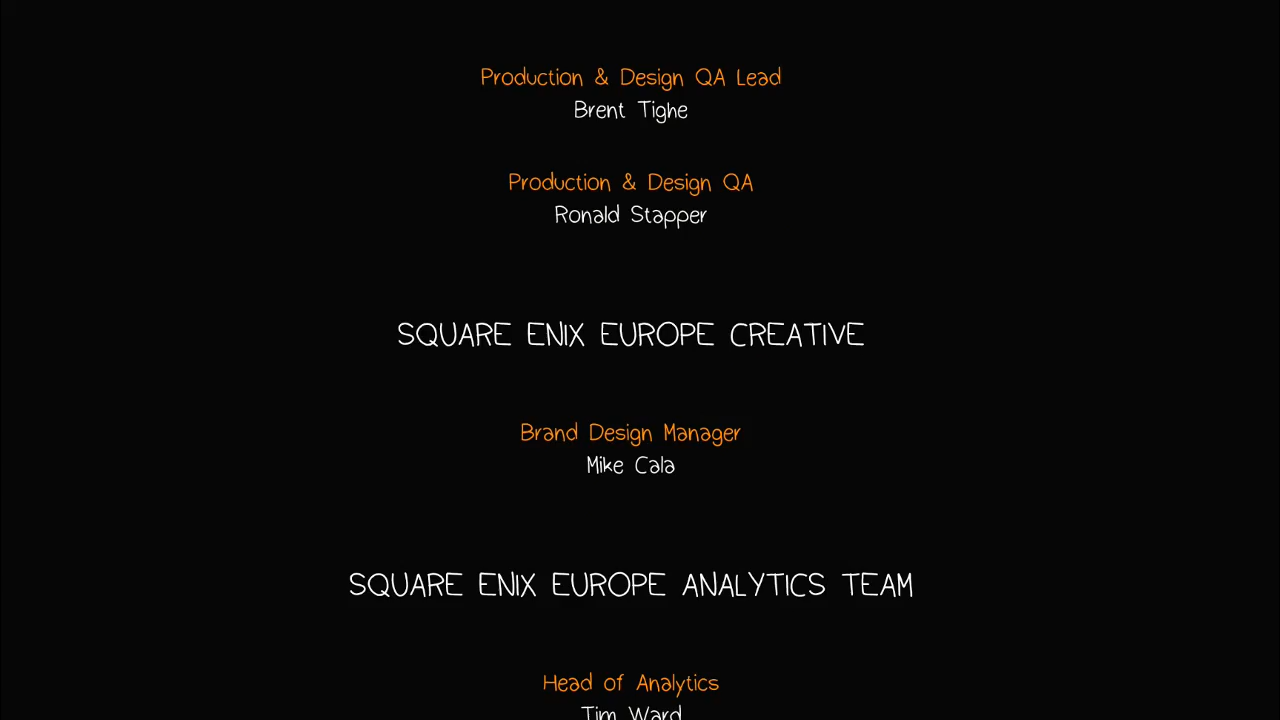 Production & Design QA Lead
Brent Tighe
Production & Design QA
Ronald Stapper
SQUARE ENIX EUROPE CREATIVE
Brand Design Manager
Mike Cala
SQUARE ENIX EUROPE ANALYTICS TEAM
Head of Analytics
Tim Ward